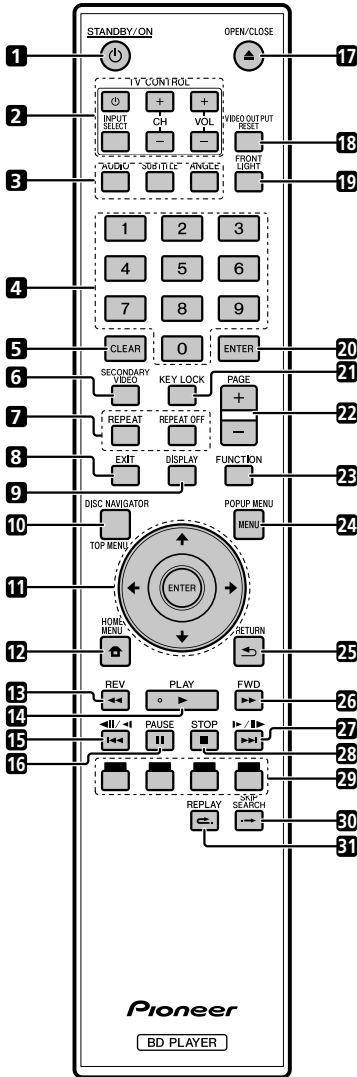 STANDBY/ON OPEN/CLOSE
1 17
TV CONTROL
2 INPUT SELECT + CH − + VOL − VIDEO OUTPUT RESET 18
3 AUDIO SUBTITLE ANGLE FRONT LIGHT 19
1 2 3
4 4 5 6
7 8 9
5 CLEAR 0 ENTER 20
6 SECONDARY VIDEO KEY LOCK 21
PAGE + − 22
7 REPEAT REPEAT OFF
8 EXIT DISPLAY 9 FUNCTION 23
10 DISC NAVIGATOR TOP MENU POPUP MENU MENU 24
11 ENTER
12 HOME MENU RETURN 25
13 REV PLAY FWD 26
14
15 PAUSE STOP 27
16 28
29
REPLAY SKIP SEARCH 30
31
Pioneer
BD PLAYER